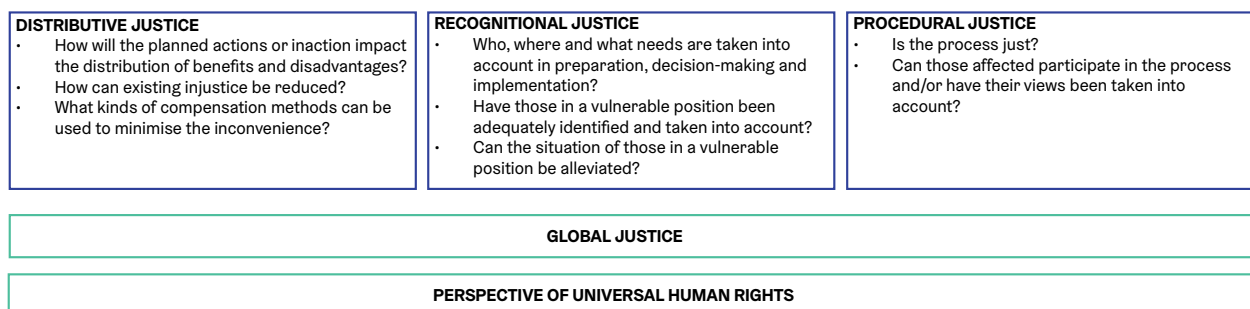 DISTRIBUTIVE JUSTICE
• How will the planned actions or inaction impact
the distribution of benefits and disadvantages?
• How can existing injustice be reduced?
• What kinds of compensation methods can be
used to minimise the inconvenience?
RECOGNITIONAL JUSTICE
• Who, where and what needs are taken into
account in preparation, decision-making and
implementation?
• Have those in a vulnerable position been
adequately identified and taken into account?
• Can the situation of those in a vulnerable
position be alleviated?
PROCEDURAL JUSTICE
• Is the process just?
• Can those affected participate in the process
and/or have their views been taken into
account?
GLOBAL JUSTICE
PERSPECTIVE OF UNIVERSAL HUMAN RIGHTS